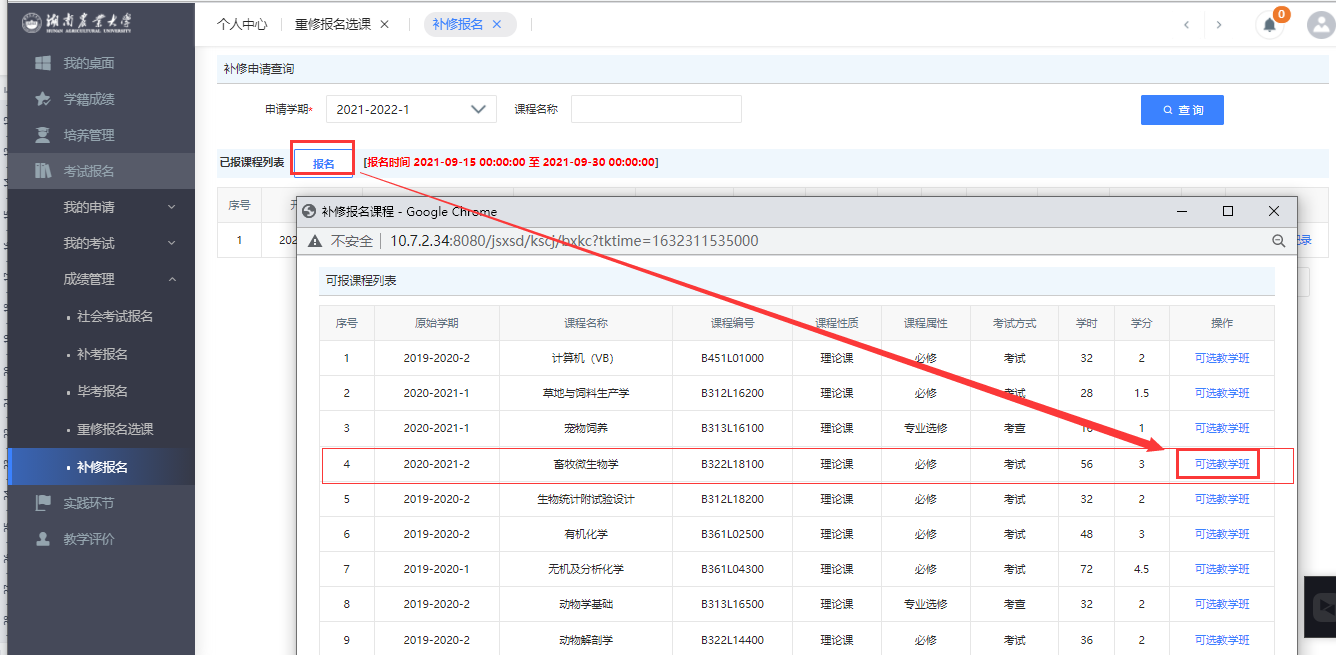 湖南农业大学
HUNAN AGRICULTURAL UNIVERSITY
个人中心 重修报名选课 × 补修报名 × 0
我的桌面
学籍成绩
培养管理
考试报名
我的申请
我的考试
成绩管理
社会考试报名
补考报名
毕考报名
重修报名选课
补修报名
实践环节
教学评价
补修申请查询
申请学期* 2021-2022-1 课程名称 查 询
已报课程列表 报名 [报名时间 2021-09-15 00:00:00 至 2021-09-30 00:00:00]
序号
1 202
补修报名课程 - Google Chrome
不安全 10.7.2.34:8080/jsxsd/kscj/bxkc?tktime=1632311535000
可报课程列表
序号 原始学期 课程名称 课程编号 课程性质 课程属性 考试方式 学时 学分 操作
1 2019-2020-2 计算机（VB） B451L01000 理论课 必修 考试 32 2 可选教学班
2 2020-2021-1 草地与饲料生产学 B312L16200 理论课 必修 考试 28 1.5 可选教学班
3 2020-2021-1 宠物饲养 B313L16100 理论课 专业选修 考查 1 可选教学班
4 2020-2021-2 畜牧微生物学 B322L18100 理论课 必修 考试 56 3 可选教学班
5 2019-2020-2 生物统计附试验设计 B312L18200 理论课 必修 考试 32 2 可选教学班
6 2019-2020-2 有机化学 B361L02500 理论课 必修 考试 48 3 可选教学班
7 2019-2020-1 无机及分析化学 B361L04300 理论课 必修 考试 72 4.5 可选教学班
8 2019-2020-2 动物学基础 B313L16500 理论课 专业选修 考查 32 2 可选教学班
9 2019-2020-2 动物解剖学 B322L14400 理论课 必修 考试 36 2 可选教学班